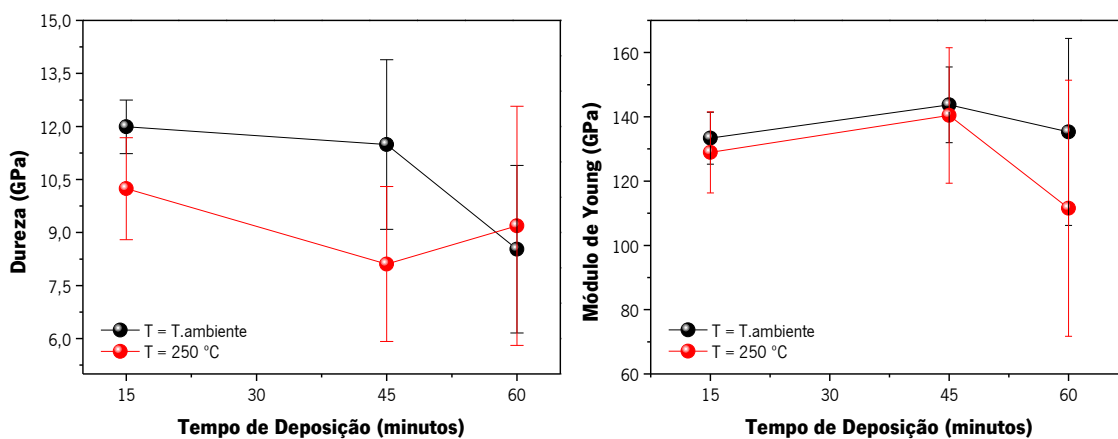 Dureza (GPa)
15,0
13,5
12,0
10,5
9,0
7,5
6,0
T = T.ambiente
T = 250 ºC
15
30
45
60
Tempo de Deposição (minutos)
Módulo de Young (GPa)
160
140
120
100
80
60
T = T.ambiente
T = 250 ºC
15
30
45
60
Tempo de Deposição (minutos)